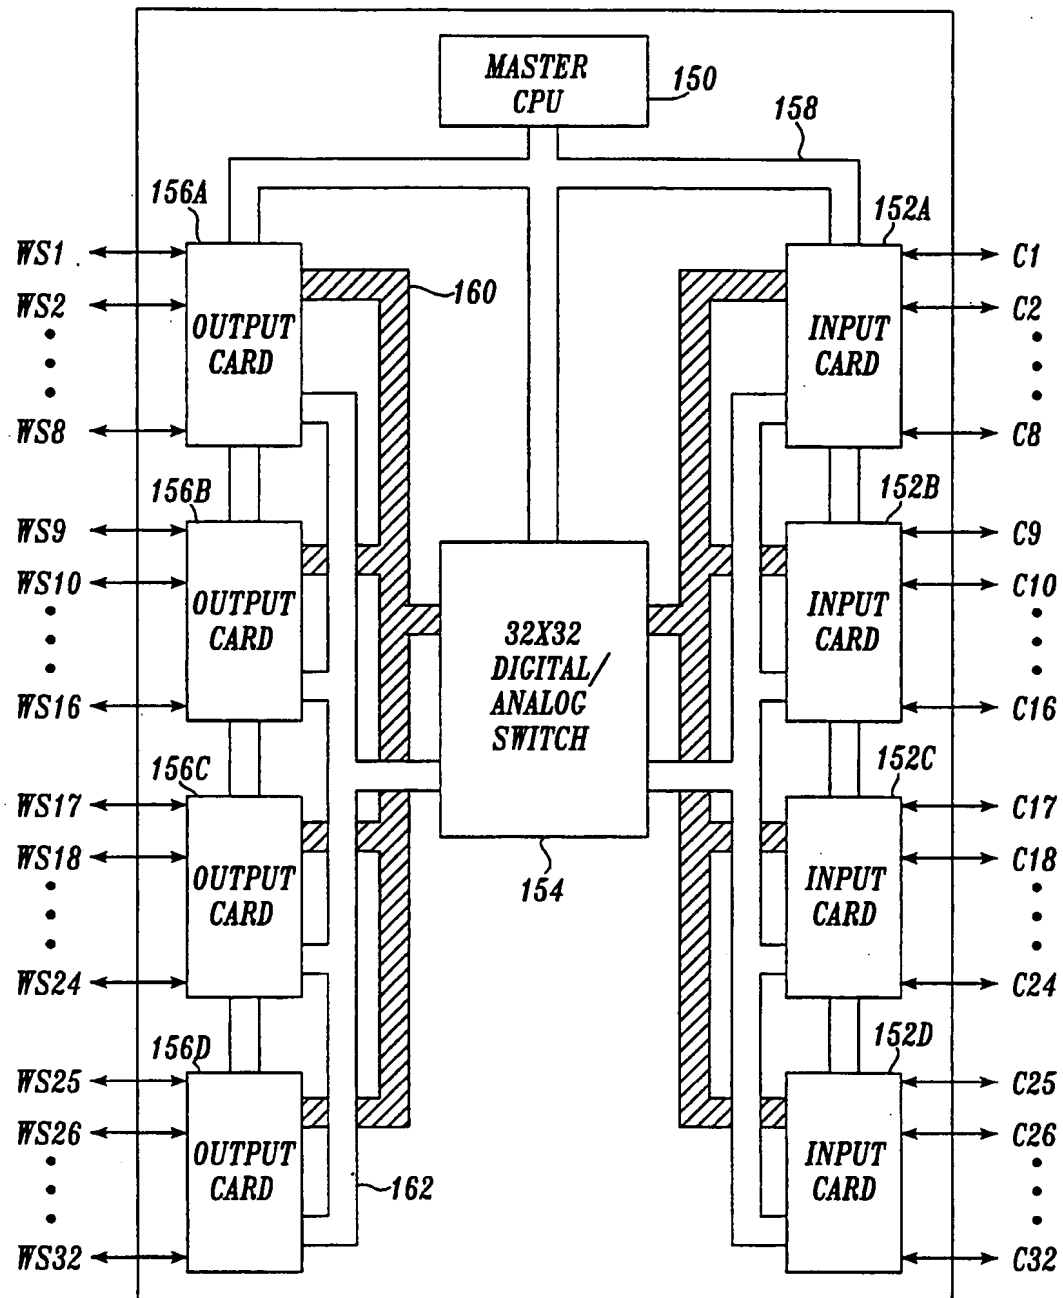 MASTER
CPU
150
158
156A
152A
WS1
C1
WS2
160
C2
OUTPUT
CARD
INPUT
CARD
WS8
C8
156B
152B
WS9
C9
WS10
C10
OUTPUT
CARD
INPUT
CARD
32X32
DIGITAL/
ANALOG
SWITCH
WS16
C16
156C
152C
WS17
C17
WS18
C18
154
OUTPUT
CARD
INPUT
CARD
WS24
C24
156D
152D
WS25
C25
WS26
C26
OUTPUT
CARD
INPUT
CARD
162
WS32
C32